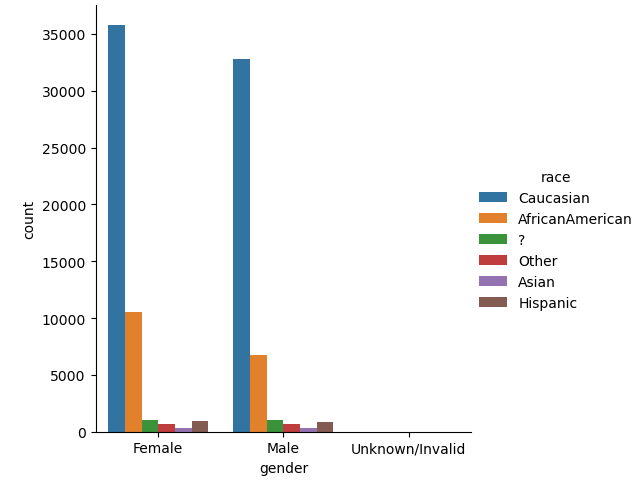 35000
30000
25000
20000
15000
10000
5000
0
count
Female
Male
Unknown/Invalid
gender
race
Caucasian
AfricanAmerican
?
Other
Asian
Hispanic